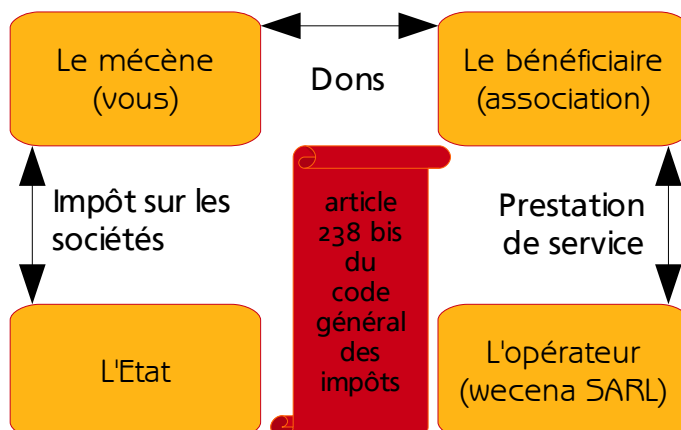 Le mécène
(vous)
Dons
Le bénéficiaire
(association)
Impôt sur les
sociétés
article
238 bis
du
code
général
des
impôts
Prestation
de service
L'Etat
L'opérateur
(wecena SARL)